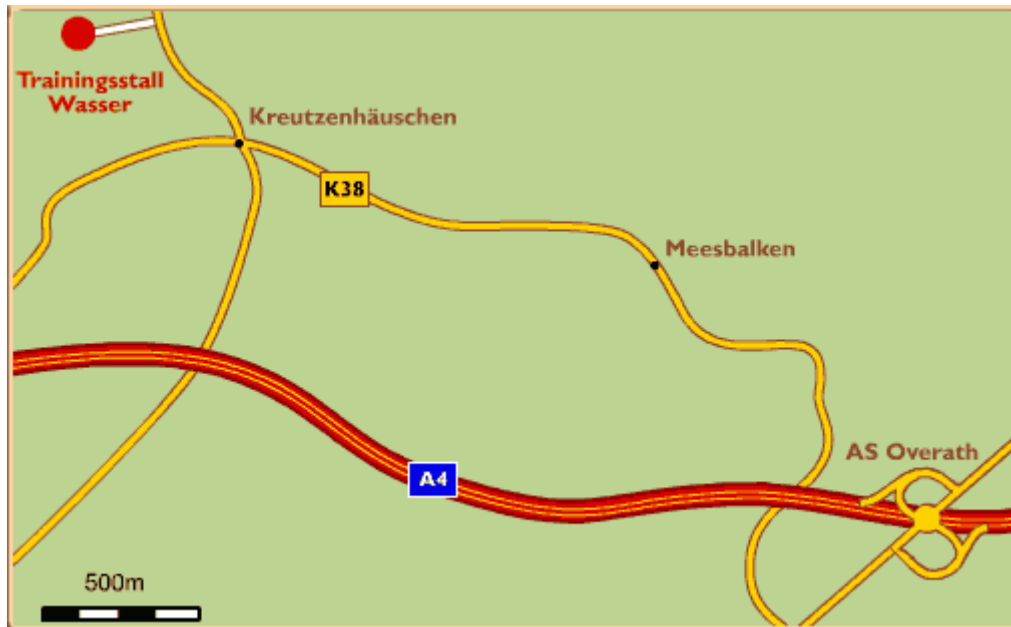 Trainingsstall
Wasser
Kreutzenhäuschen
K38
Meesbalken
AS Overath
A4
500m